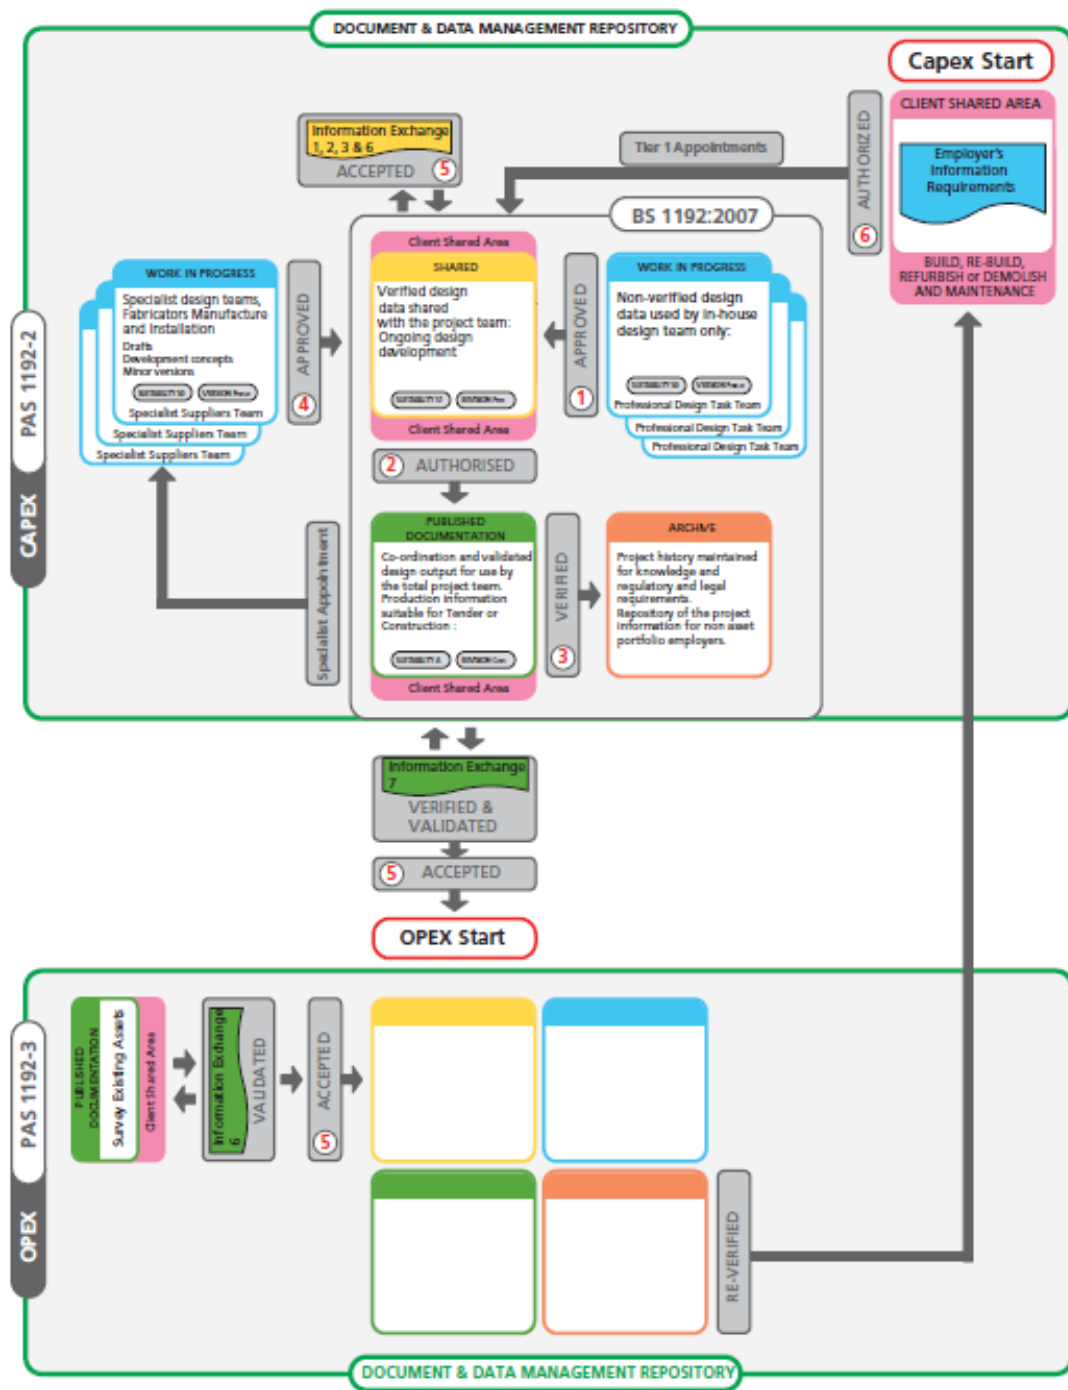 DOCUMENT & DATA MANAGEMENT REPOSITORY
Capex Start
CLIENT SHARED AREA
Employer's
Information
Requirements
BUILD, RE-BUILD,
REFURBISH or DEMOLISH
AND MAINTENANCE
AUTHORIZED
6
Tier 1 Appointments
Information Exchange
1, 2, 3 & 6
ACCEPTED
5
BS 1192:2007
Client Shared Area
SHARED
Verified design
data shared
with the project team:
Ongoing design
development
Client Shared Area
WORK IN PROGRESS
Specialist design teams,
Fabricators Manufacture
and Installation
Drafts
Development concepts
Minor versions
Specialist Suppliers Team
Specialist Suppliers Team
Specialist Suppliers Team
APPROVED
4
APPROVED
1
WORK IN PROGRESS
Non-verified design
data used by in-house
design team only:
Professional Design Task Team
Professional Design Task Team
Professional Design Task Team
PAS 1192-2
CAPEX
2
AUTHORISED
Specialist Appointment
PUBLISHED
DOCUMENTATION
Co-ordination and validated
design output for use by
the total project team.
Production information
suitable for Tender or
Construction :
Client Shared Area
VERIFIED
3
ARCHIVE
Project history maintained
for knowledge and
regulatory and legal
requirements.
Repository of the project
information for non asset
portfolio employers.
Information Exchange
7
VERIFIED &
VALIDATED
5
ACCEPTED
OPEX Start
PAS 1192-3
OPEX
PUBLISHED
DOCUMENTATION
Survey Existing Assets
Client Shared Area
Information Exchange
6
VALIDATED
ACCEPTED
5
RE-VERIFIED
DOCUMENT & DATA MANAGEMENT REPOSITORY